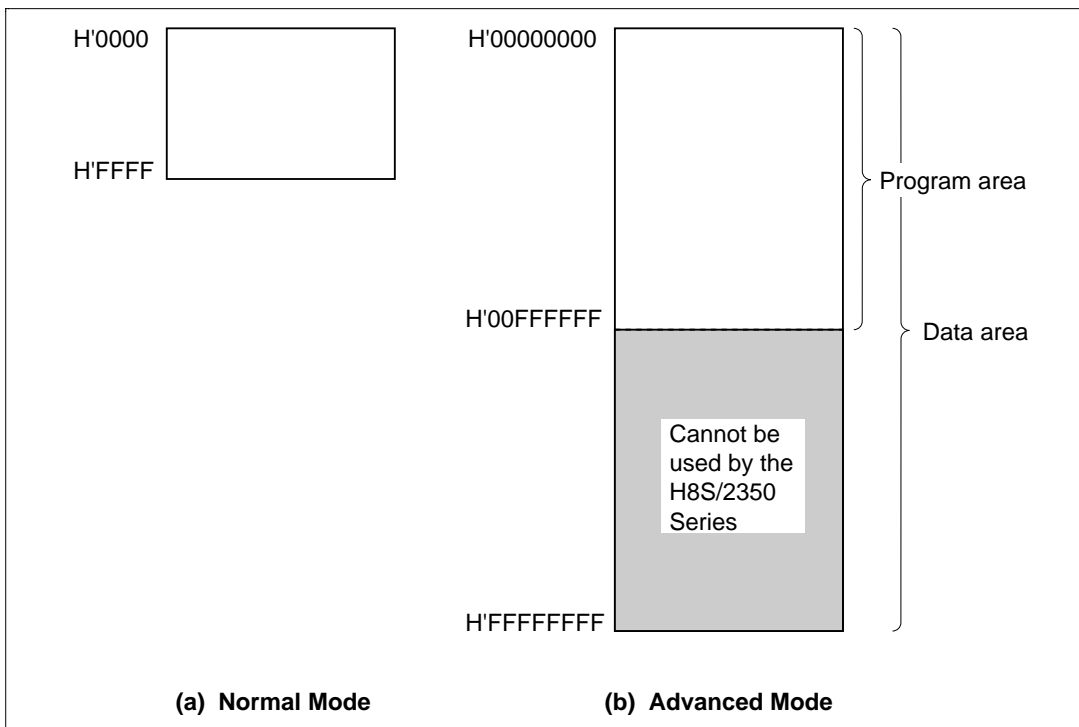 H'0000
H'FFFF
H'00000000
H'00FFFFFF
H'FFFFFFFF
Program area
Data area
Cannot be
used by the
H8S/2350
Series
(a) Normal Mode
(b) Advanced Mode